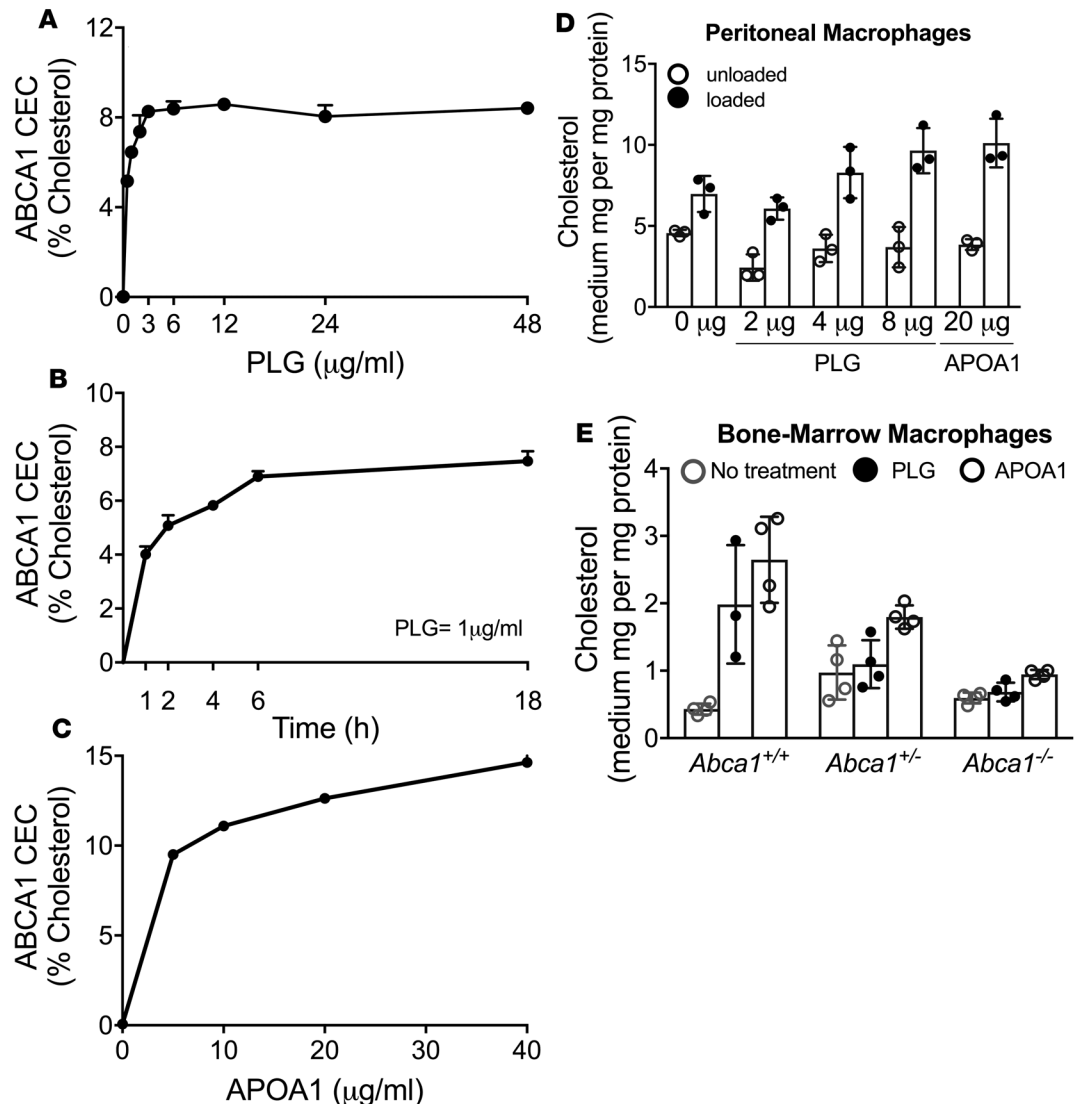 A
ABCA1 CEC
(% Cholesterol)
12
8
4
0
0 3 6 12 24 48
PLG (μg/ml)
B
ABCA1 CEC
(% Cholesterol)
10
8
6
4
2
0
PLG= 1μg/ml
1 2 4 6 18
Time (h)
C
ABCA1 CEC
(% Cholesterol)
15
10
5
0
0 10 20 30 40
APOA1 (μg/ml)
D
Peritoneal Macrophages
Cholesterol
(medium mg per mg protein)
15
10
5
0
unloaded
loaded
0 μg 2 μg 4 μg 8 μg 20 μg
PLG APOA1
E
Bone-Marrow Macrophages
No treatment PLG APOA1
Cholesterol
(medium mg per mg protein)
4
3
2
1
0
Abca1+/+ Abca1+/- Abca1-/-